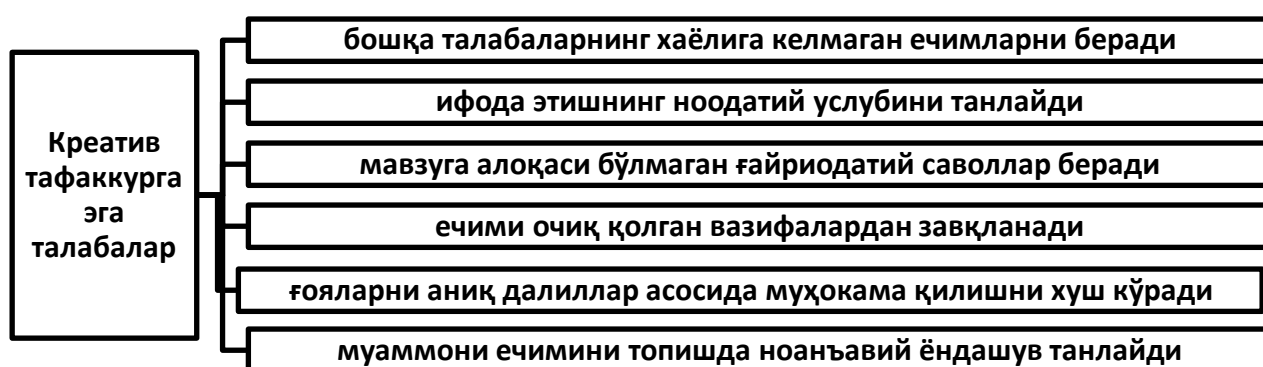 Креатив
тафаккурга
эга
талабалар
бошқа талабаларнинг хаёлига келмаган ечимларни беради
ифода этишнинг ноодатий услубини танлайди
мавзуга алоқаси бўлмаган ғайриодатий саволлар беради
ечими очиқ қолган вазифалардан завқланади
ғояларни аниқ далиллар асосида муҳокама қилишни хуш кўради
муаммони ечимини топишда ноанъавий ёндашув танлайди